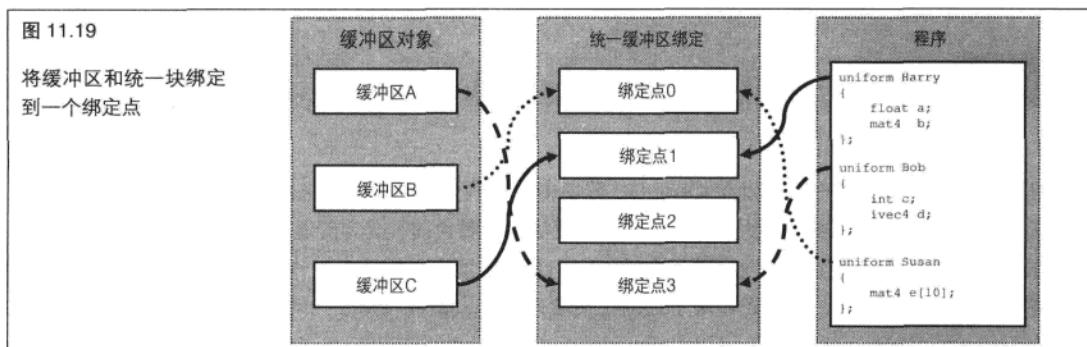 图 11.19
将缓冲区和统一块绑定
到一个绑定点
缓冲区对象
缓冲区A
缓冲区B
缓冲区C
统一缓冲区绑定
绑定点0
绑定点1
绑定点2
绑定点3
程序
uniform Harry
{
float a;
mat4 b;
};
uniform Bob
{
int c;
ivec4 d;
};
uniform Susan
{
mat4 e[10];
};